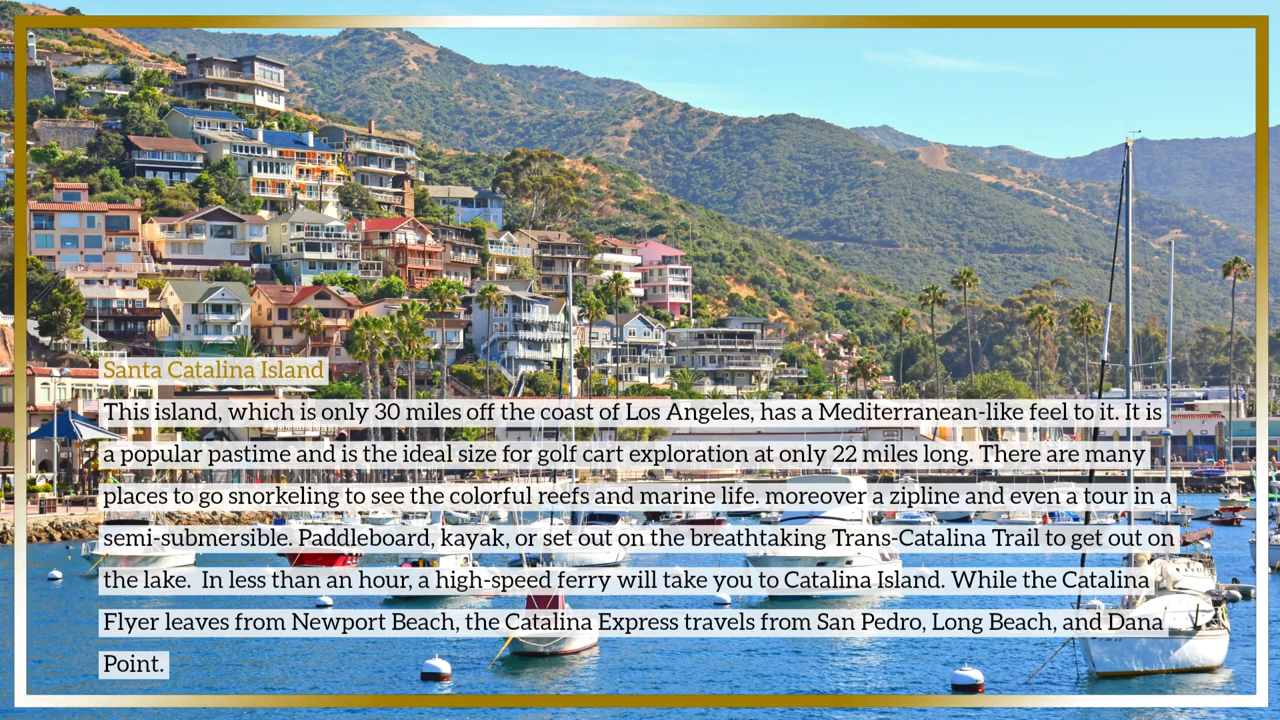 Santa Catalina Island
This island, which is only 30 miles off the coast of Los Angeles, has a Mediterranean-like feel to it. It is
a popular pastime and is the ideal size for golf cart exploration at only 22 miles long. There are many
places to go snorkeling to see the colorful reefs and marine life. moreover a zipline and even a tour in a
semi-submersible. Paddleboard, kayak, or set out on the breathtaking Trans-Catalina Trail to get out on
the lake.  In less than an hour, a high-speed ferry will take you to Catalina Island. While the Catalina
Flyer leaves from Newport Beach, the Catalina Express travels from San Pedro, Long Beach, and Dana
Point.